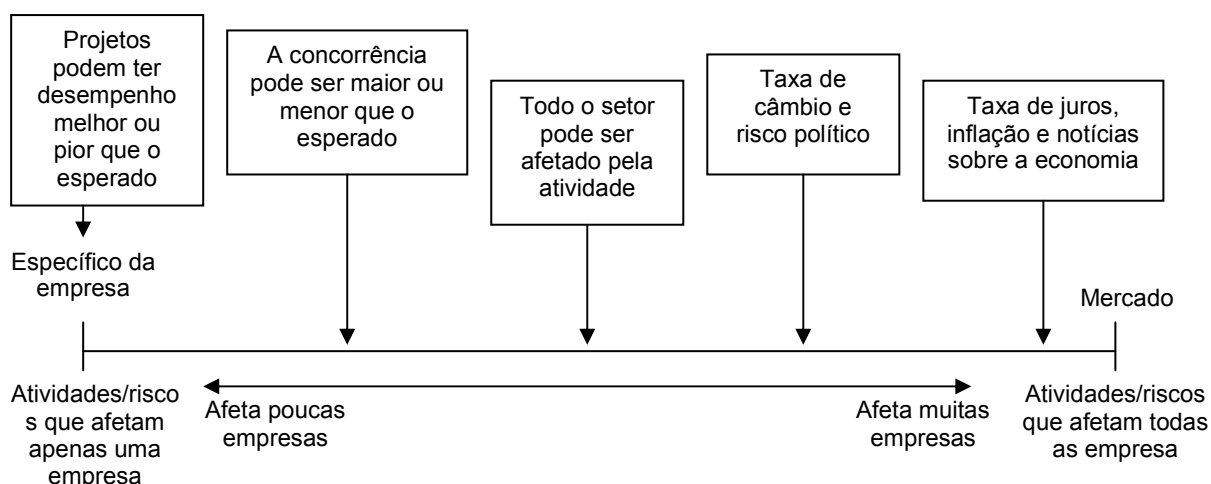 Projetos
podem ter
desempenho
melhor ou
pior que o
esperado
A concorrência
pode ser maior ou
menor que o
esperado
Todo o setor
pode ser
afetado pela
atividade
Taxa de
câmbio e
risco político
Taxa de juros,
inflação e notícias
sobre a economia
Específico da
empresa
Mercado
Atividades/risco
s que afetam
apenas uma
empresa
Afeta poucas
empresas
Afeta muitas
empresas
Atividades/riscos
que afetam todas
as empresa